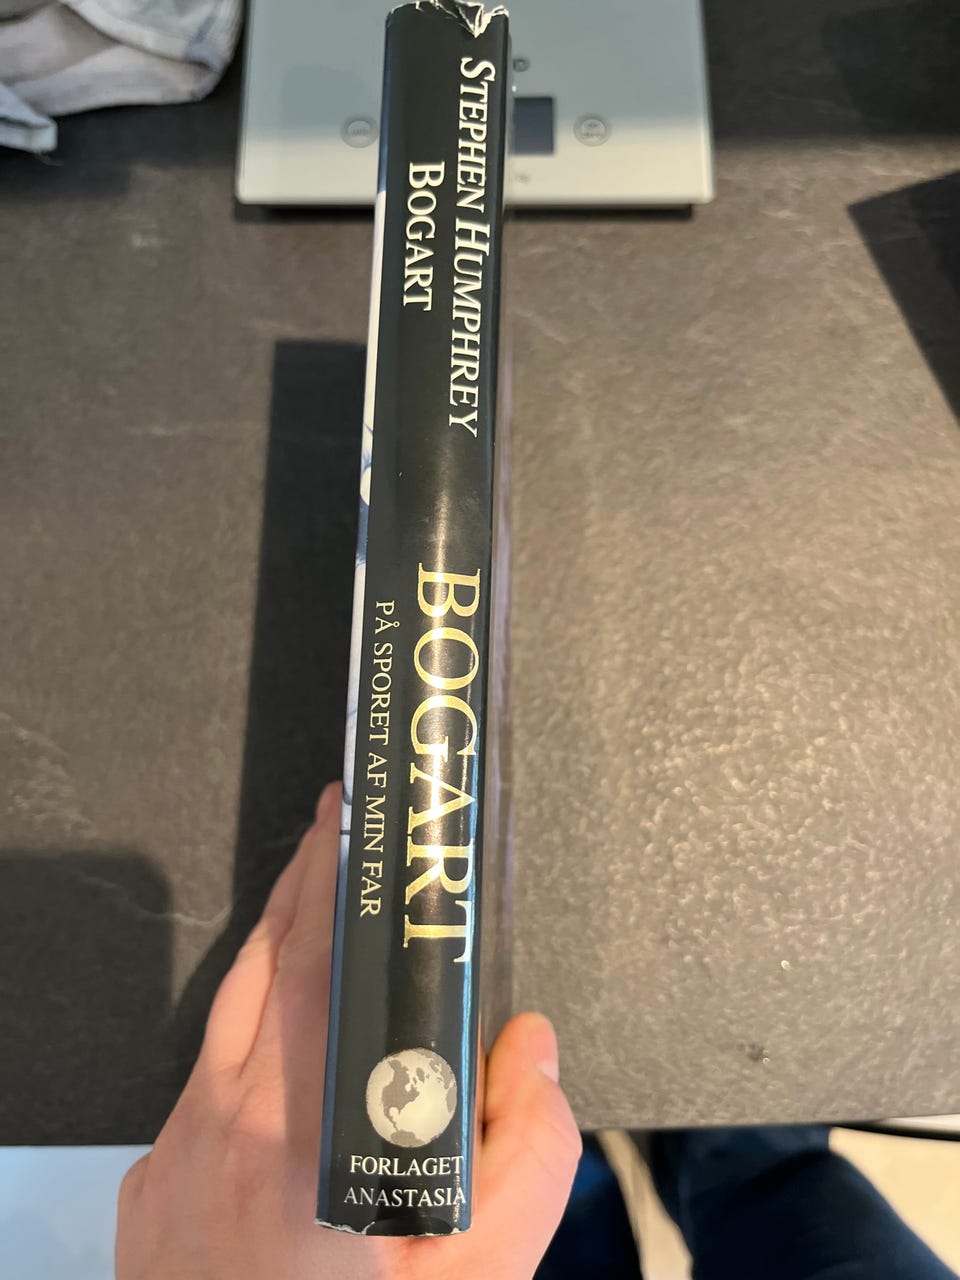 STEPHEN HUMPHREY
BOGART
BOGART
PÅ SPORET AF MIN FAR
FORLAGET
ANASTASIA